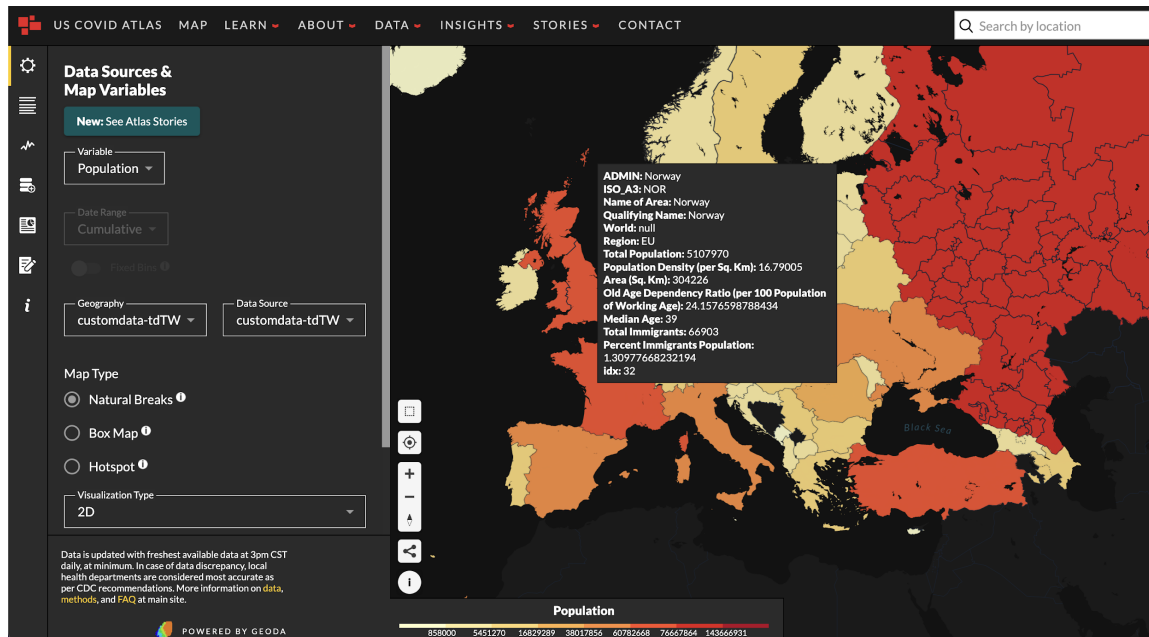 US COVID ATLAS MAP LEARN ABOUT DATA INSIGHTS STORIES CONTACT
Search by location
Data Sources &
Map Variables
New: See Atlas Stories
Variable
Population
Date Range
Cumulative
Fixed Bins
Geography
customdata-tdTW
Data Source
customdata-tdTW
Map Type
Natural Breaks
Box Map
Hotspot
Visualization Type
2D
Data is updated with freshest available data at 3pm CST
daily, at minimum. In case of data discrepancy, local
health departments are considered most accurate as
per CDC recommendations. More information on data,
methods, and FAQ at main site.
POWERED BY GEODA
ADMIN: Norway
ISO_A3: NOR
Name of Area: Norway
Qualifying Name: Norway
World: null
Region: EU
Total Population: 5107970
Population Density (per Sq. Km): 16.79005
Area (Sq. Km): 304226
Old Age Dependency Ratio (per 100 Population
of Working Age): 24.1576598788434
Median Age: 39
Total Immigrants: 66903
Percent Immigrants Population:
1.30977668232194
idx: 32
Black Sea
Population
858000 5451270 16829289 38017856 60782668 76667864 143666931